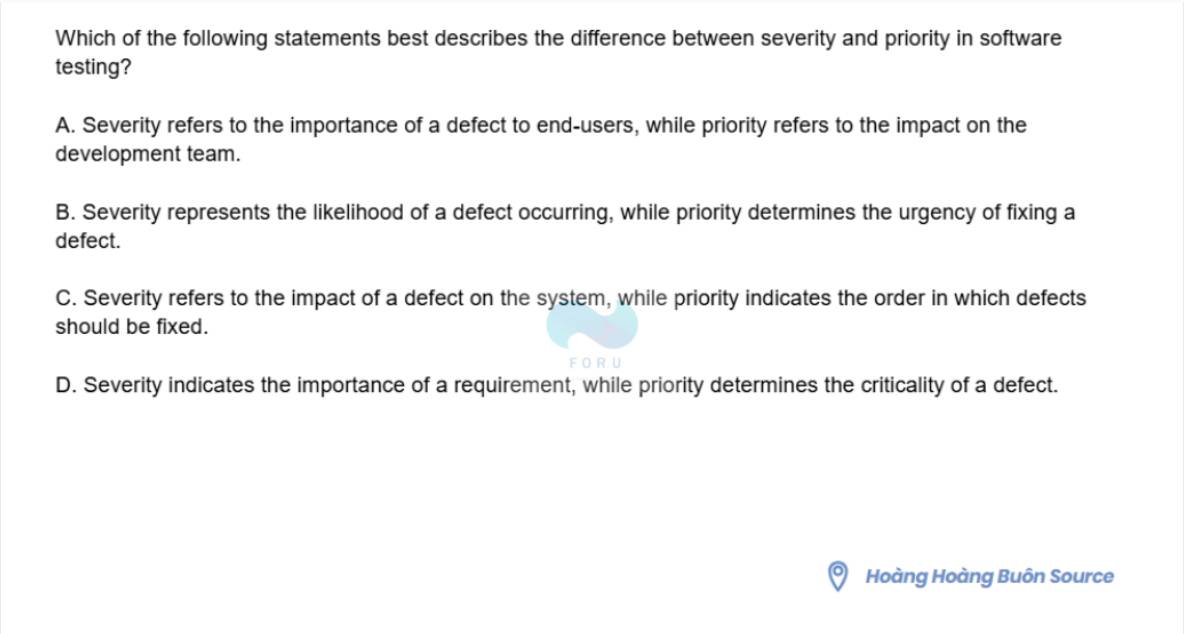 Which of the following statements best describes the difference between severity and priority in software
testing?
A. Severity refers to the importance of a defect to end-users, while priority refers to the impact on the
development team.
B. Severity represents the likelihood of a defect occurring, while priority determines the urgency of fixing a
defect.
C. Severity refers to the impact of a defect on the system, while priority indicates the order in which defects
should be fixed.
FORU
D. Severity indicates the importance of a requirement, while priority determines the criticality of a defect.
Hoàng Hoàng Buôn Source